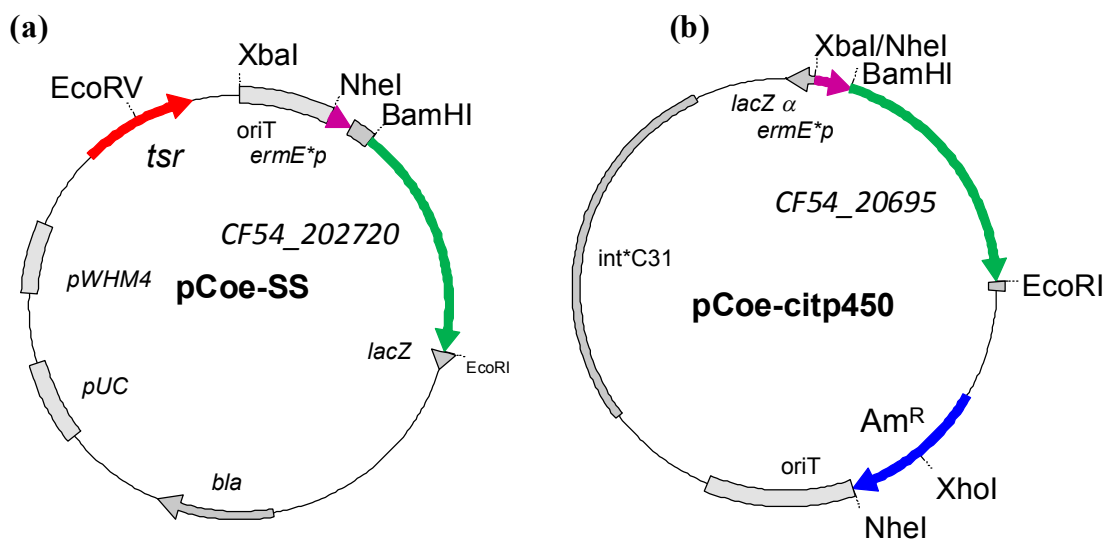 (a)
XbaI
EcoRV
NheI
BamHI
oriT
ermE*p
tsr
CF54_202720
pWHM4
pCoe-SS
lacZ
EcoRI
pUC
bla
(b)
XbaI/NheI
BamHI
lacZ α
ermE*p
CF54_20695
int*C31
EcoRI
pCoe-citp450
AmR
oriT
XhoI
NheI